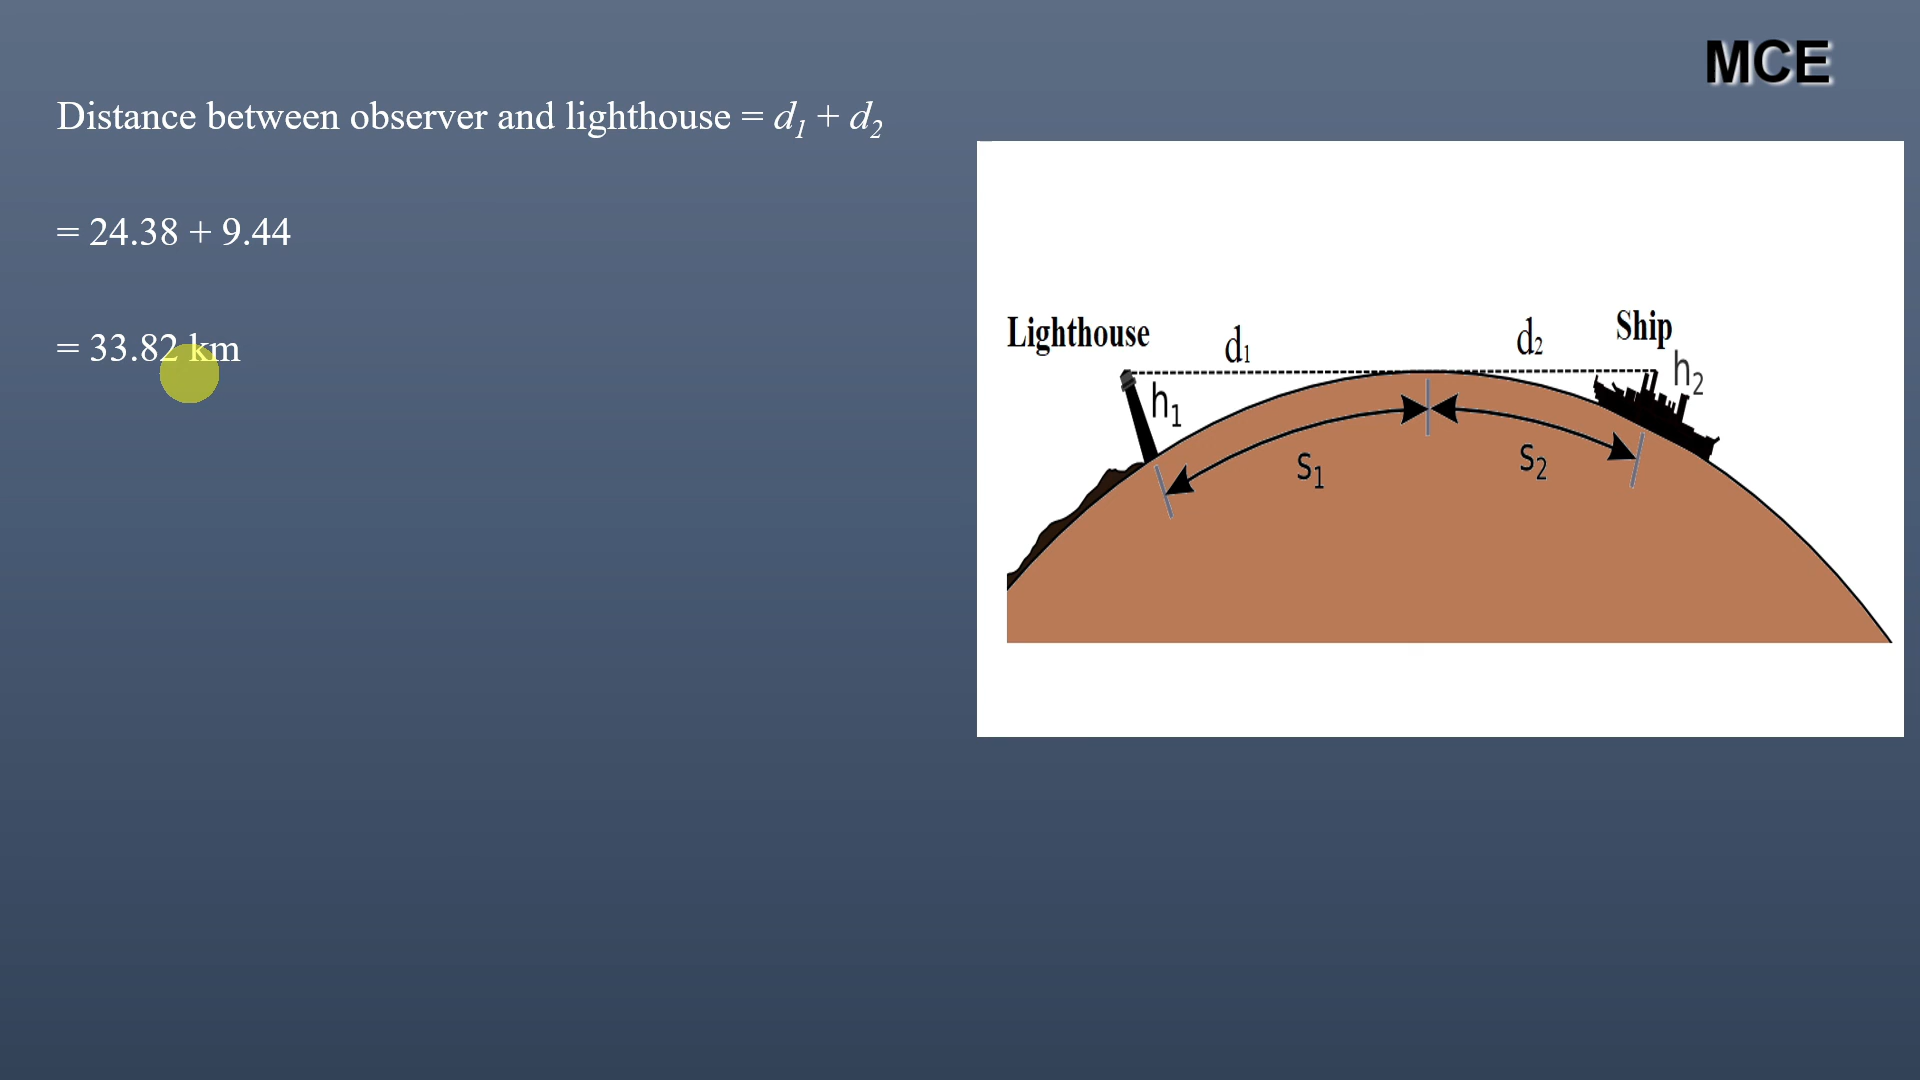 MCE
Distance between observer and lighthouse = d1 + d2
= 24.38 + 9.44
= 33.82 km
Lighthouse
d1
d2
Ship
h1
h2
s1
s2